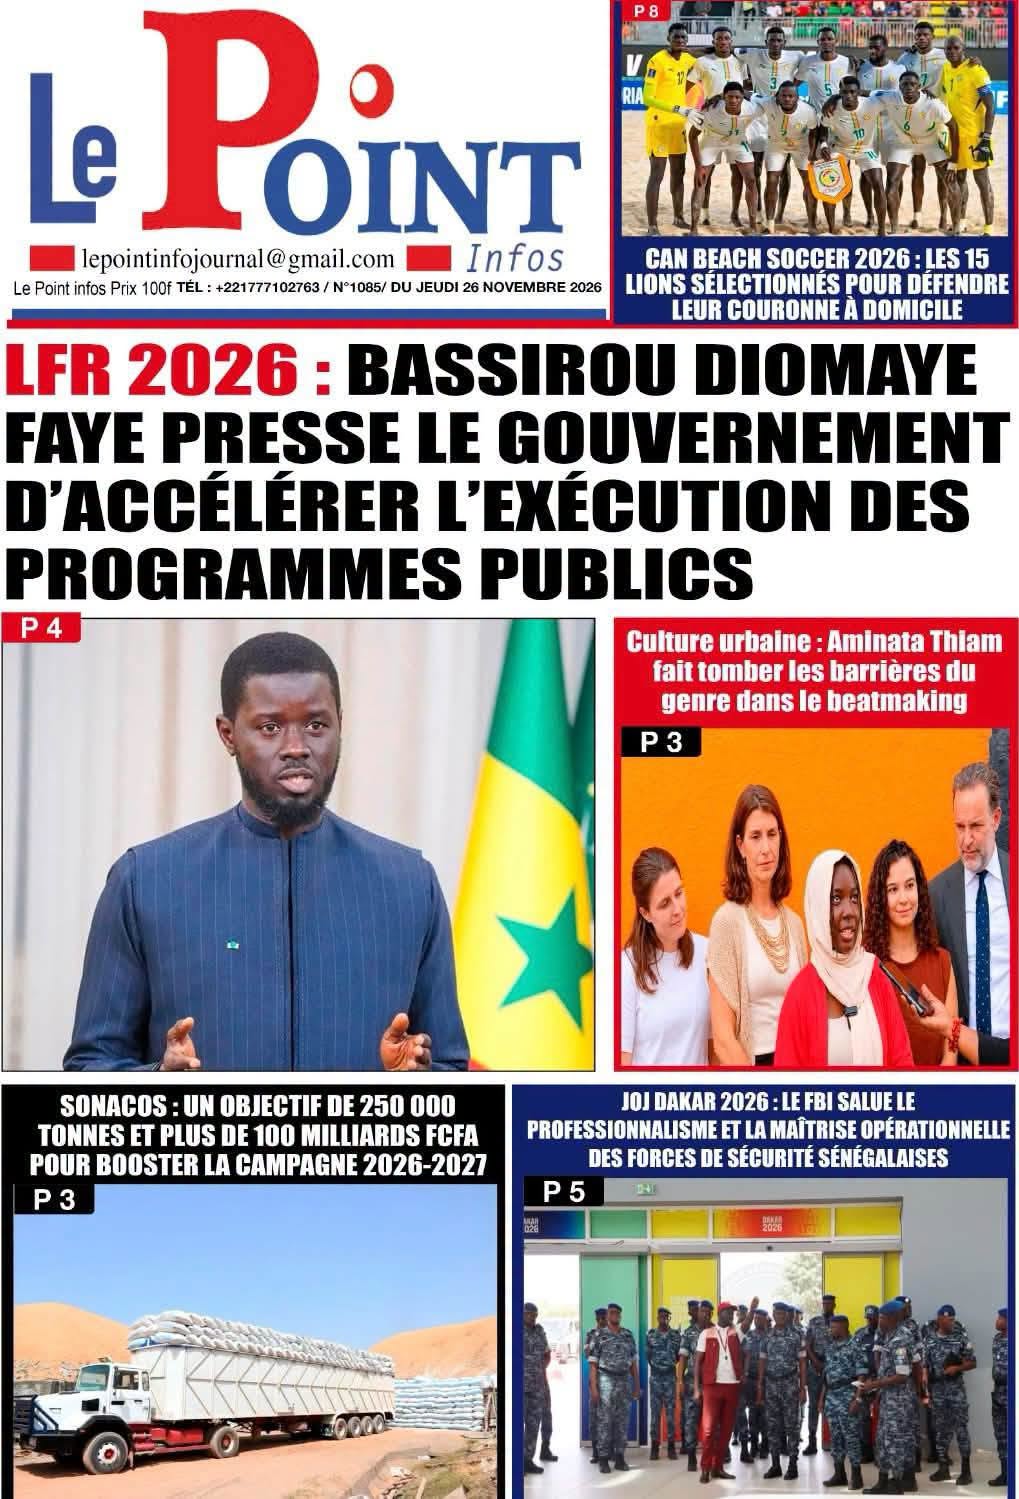 Le Point
Infos
lepointinfojournal@gmail.com
Le Point infos Prix 100f TÉL : +221777102763 / N°1085/ DU JEUDI 26 NOVEMBRE 2026
P 8
CAN BEACH SOCCER 2026 : LES 15
LIONS SÉLECTIONNÉS POUR DÉFENDRE
LEUR COURONNE À DOMICILE
LFR 2026 : BASSIROU DIOMAYE
FAYE PRESSE LE GOUVERNEMENT
D’ACCÉLÉRER L’EXÉCUTION DES
PROGRAMMES PUBLICS
P 4
Culture urbaine : Aminata Thiam
fait tomber les barrières du
genre dans le beatmaking
P 3
SONACOS : UN OBJECTIF DE 250 000
TONNES ET PLUS DE 100 MILLIARDS FCFA
POUR BOOSTER LA CAMPAGNE 2026-2027
P 3
JOJ DAKAR 2026 : LE FBI SALUE LE
PROFESSIONNALISME ET LA MAÎTRISE OPÉRATIONNELLE
DES FORCES DE SÉCURITÉ SÉNÉGALAISES
P 5
DAKAR
2026